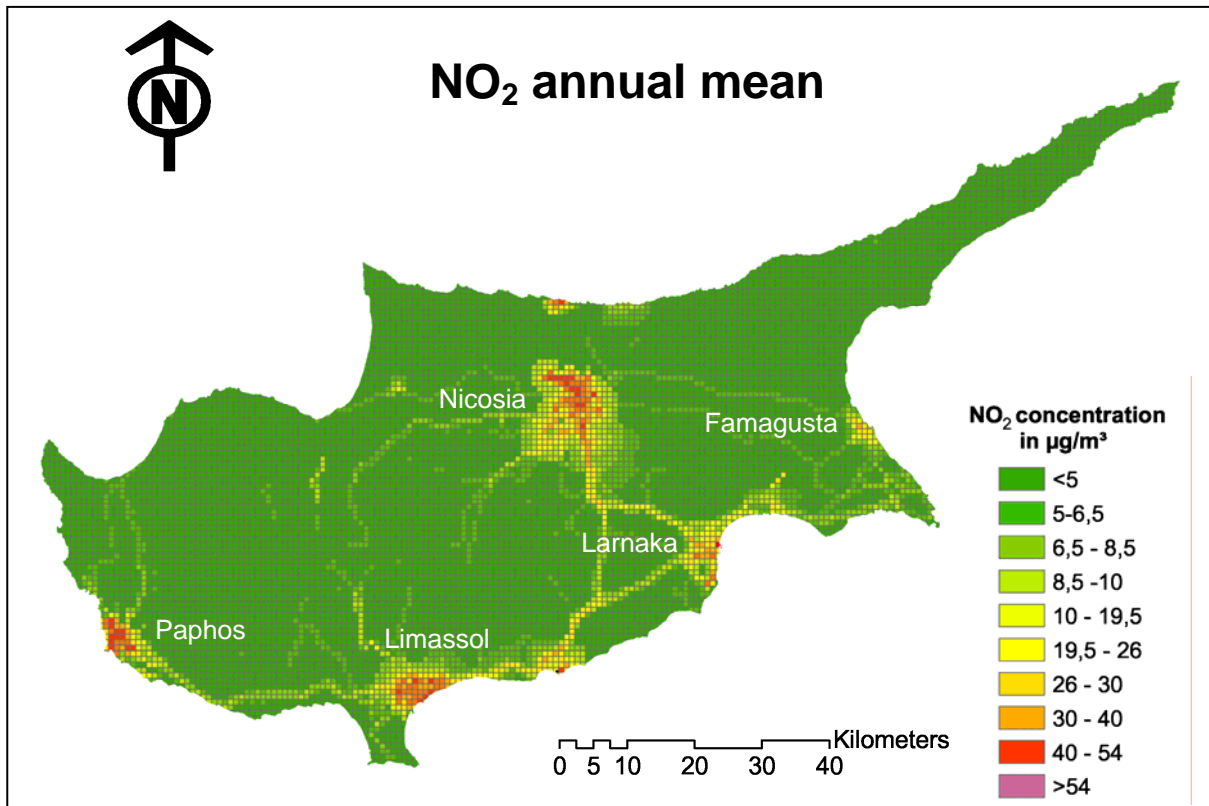 N
NO₂ annual mean
Nicosia
Famagusta
Larnaka
Paphos
Limassol
Kilometers
0 5 10 20 30 40
NO₂ concentration
in µg/m³
<5
5-6,5
6,5 - 8,5
8,5 -10
10 - 19,5
19,5 - 26
26 - 30
30 - 40
40 - 54
>54